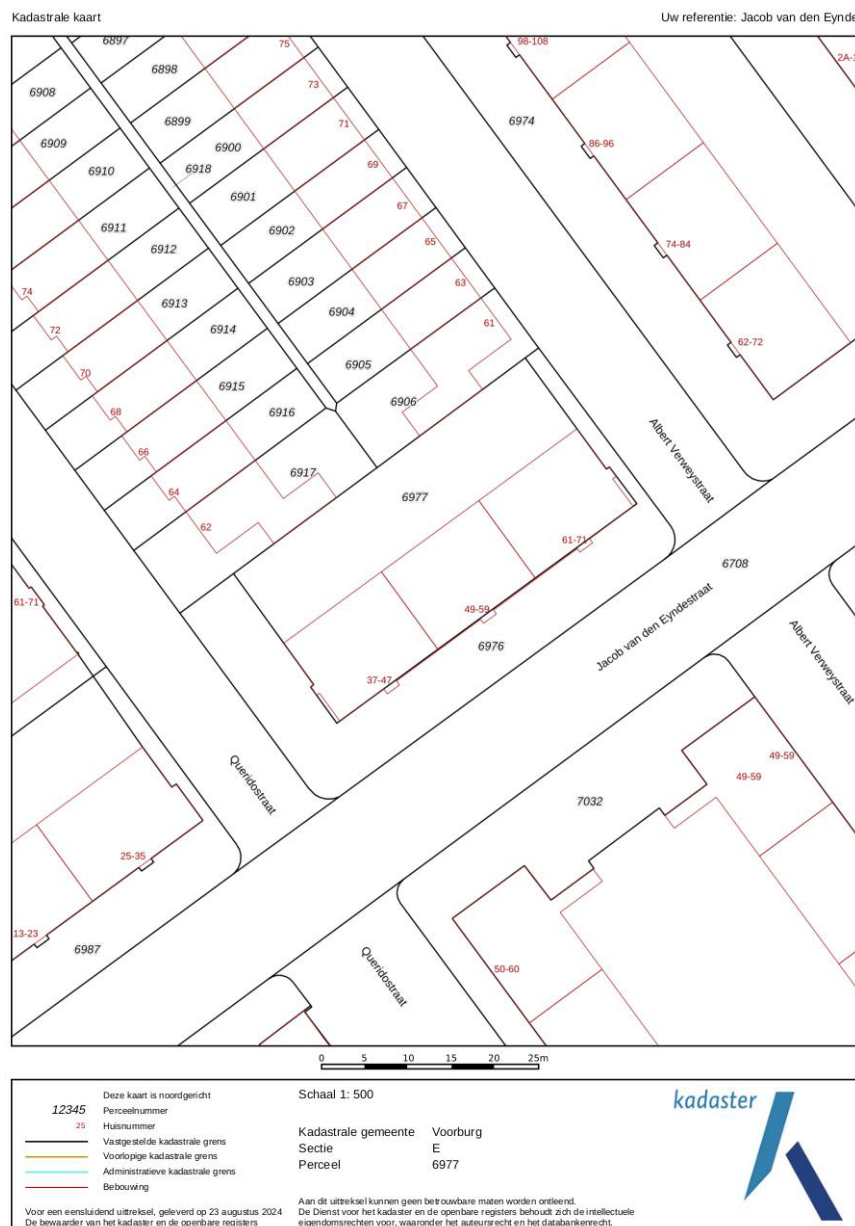 Kadastrale kaart
Uw referentie: Jacob van den Eynde
6897
75
98-108
2A-1
6898
6908
73
6899
71
6974
6909
6900
86-96
6918
69
6910
6901
67
6911
6902
65
74-84
6912
63
6903
74
6913
6904
61
72
6914
62-72
6905
70
6915
6906
68
6916
66
6917
64
6977
62
Albert Verweystraat
61-71
6708
61-71
49-59
Jacob van den Eyndestraat
6976
Albert Verweystraat
37-47
49-59
49-59
Queridostraat
7032
25-35
13-23
6987
50-60
Queridostraat
0 5 10 15 20 25m
Deze kaart is noordgericht
12345 Perceelnummer
25 Huisnummer
Vastgestelde kadastrale grens
Voorlopige kadastrale grens
Administratieve kadastrale grens
Bebouwing
Voor een eensluidend uittreksel, geleverd op 23 augustus 2024
De bewaarder van het kadaster en de openbare registers
Schaal 1: 500
Kadastrale gemeente Voorburg
Sectie E
Perceel 6977
Aan dit uittreksel kunnen geen betrouwbare maten worden ontleend.
De Dienst voor het kadaster en de openbare registers behoudt zich de intellectuele
eigendomsrechten voor, waaronder het auteursrecht en het databankenrecht.
kadaster